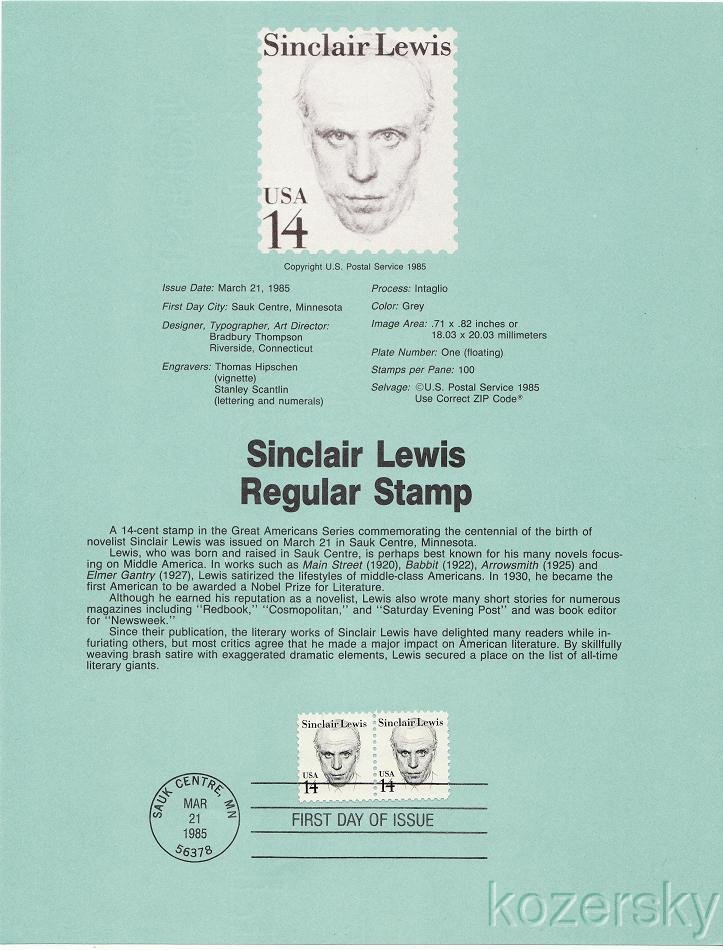 Sinclair Lewis
USA
14
Copyright U.S. Postal Service 1985
Issue Date: March 21, 1985
First Day City: Sauk Centre, Minnesota
Designer, Typographer, Art Director:
Bradbury Thompson
Riverside, Connecticut
Engravers: Thomas Hipschen
(vignette)
Stanley Scantlin
(lettering and numerals)
Process: Intaglio
Color: Grey
Image Area: .71 x .82 inches or
18.03 x 20.03 millimeters
Plate Number: One (floating)
Stamps per Pane: 100
Selvage: ©U.S. Postal Service 1985
Use Correct ZIP Code®
Sinclair Lewis
Regular Stamp
A 14-cent stamp in the Great Americans Series commemorating the centennial of the birth of
novelist Sinclair Lewis was issued on March 21 in Sauk Centre, Minnesota.
Lewis, who was born and raised in Sauk Centre, is perhaps best known for his many novels focus-
ing on Middle America. In works such as Main Street (1920), Babbit (1922), Arrowsmith (1925) and
Elmer Gantry (1927), Lewis satirized the lifestyles of middle-class Americans. In 1930, he became the
first American to be awarded a Nobel Prize for Literature.
Although he earned his reputation as a novelist, Lewis also wrote many short stories for numerous
magazines including "Redbook," "Cosmopolitan," and "Saturday Evening Post" and was book editor
for "Newsweek."
Since their publication, the literary works of Sinclair Lewis have delighted many readers while in-
furiating others, but most critics agree that he made a major impact on American literature. By skillfully
weaving brash satire with exaggerated dramatic elements, Lewis secured a place on the list of all-time
literary giants.
Sinclair Lewis
USA
14
Sinclair Lewis
USA
14
SAUK CENTRE, MN
MAR
21
1985
56378
FIRST DAY OF ISSUE
kozersky